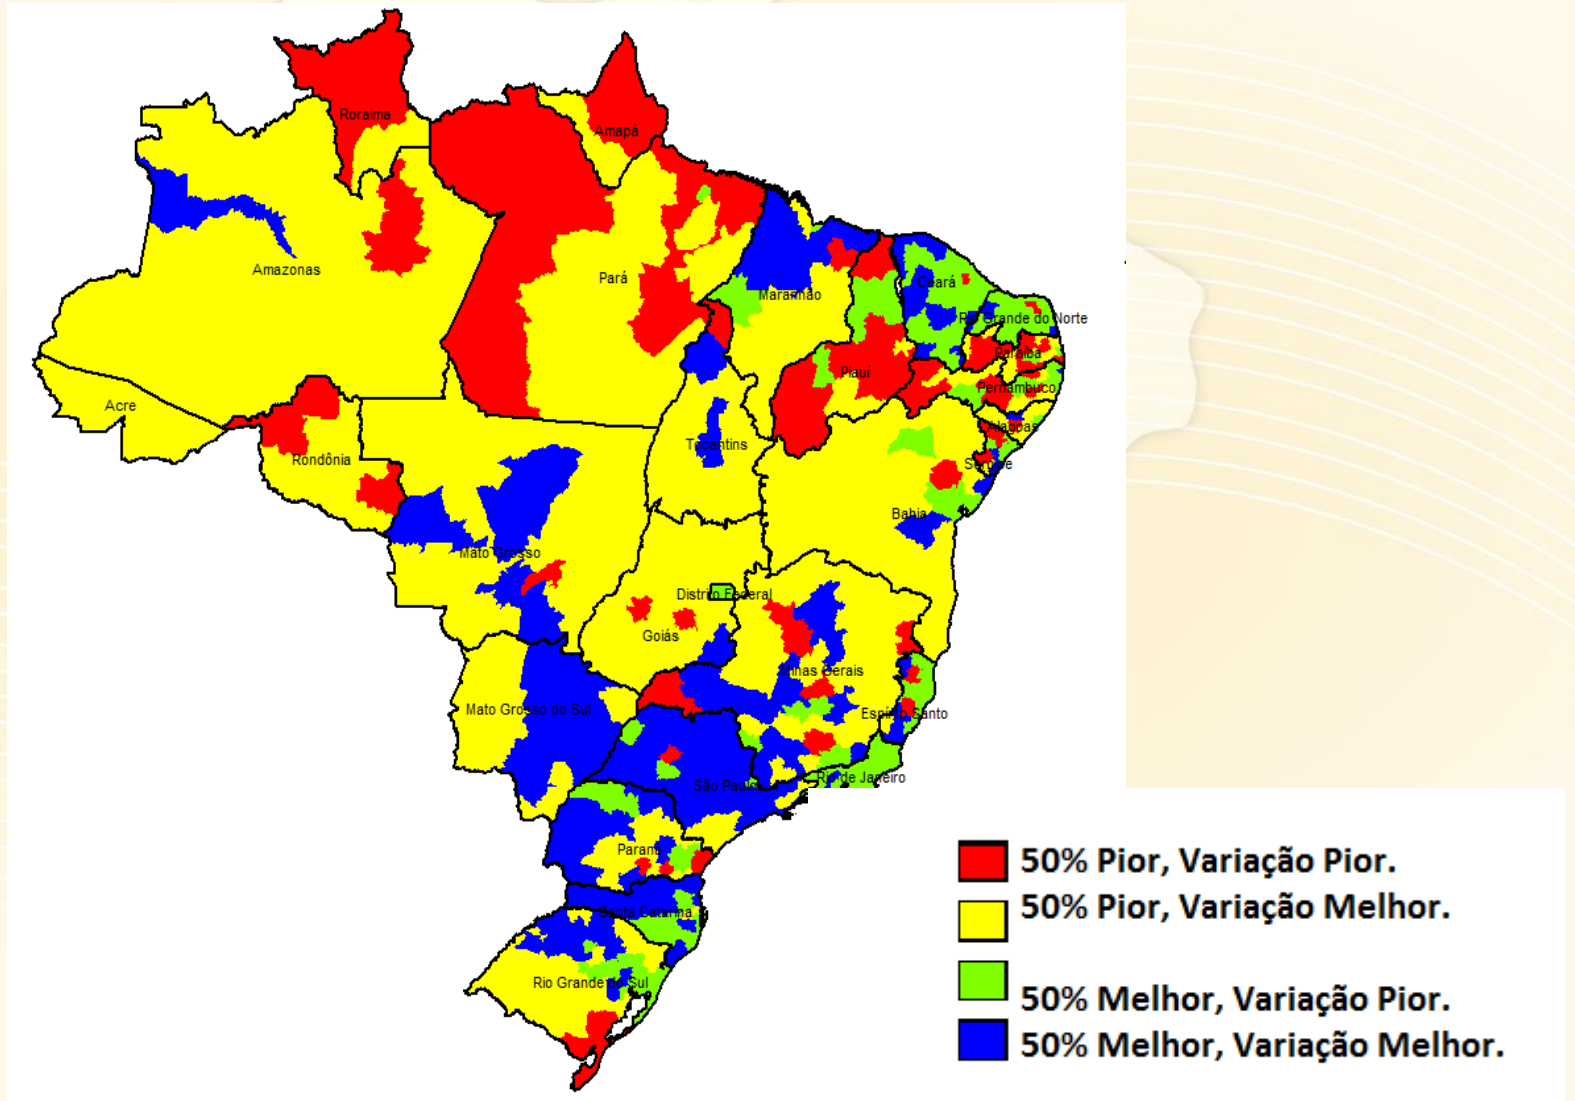 Roraima
Amapá
Amazonas
Pará
Maranhão
Ceará
Rio Grande do Norte
Paraíba
Piauí
Pernambuco
Acre
Alagoas
Tocantins
Rondônia
Sergipe
Bahia
Mato Grosso
Distrito Federal
Goiás
Minas Gerais
Mato Grosso do Sul
Espírito Santo
Rio de Janeiro
São Paulo
Paraná
Santa Catarina
Rio Grande do Sul
50% Pior, Variação Pior.
50% Pior, Variação Melhor.
50% Melhor, Variação Pior.
50% Melhor, Variação Melhor.